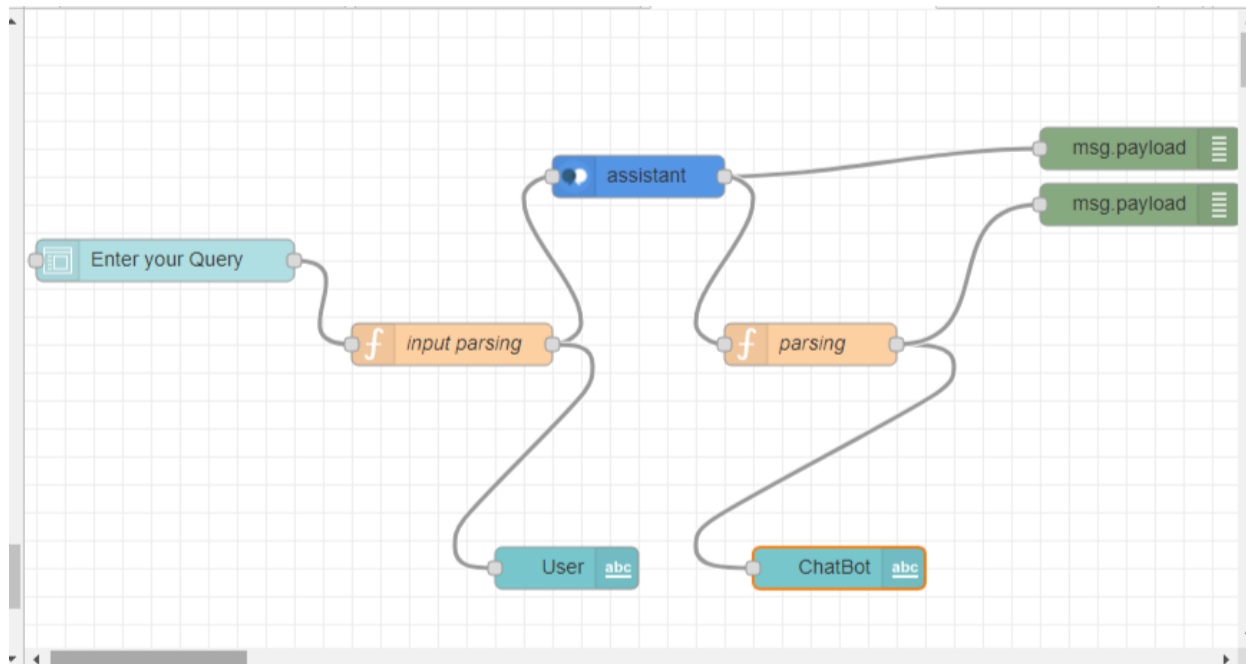 msg.payload
assistant
msg.payload
Enter your Query
input parsing
parsing
User abc
ChatBot abc